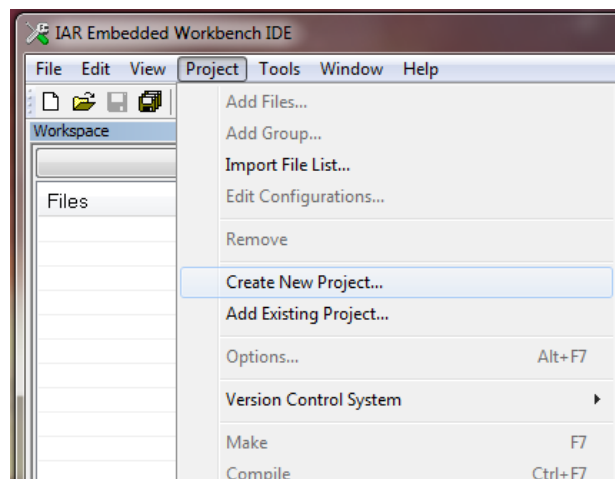 IAR Embedded Workbench IDE
File Edit View Project Tools Window Help
Workspace
Files
Add Files...
Add Group...
Import File List...
Edit Configurations...
Remove
Create New Project...
Add Existing Project...
Options... Alt+F7
Version Control System
Make F7
Compile Ctrl+F7